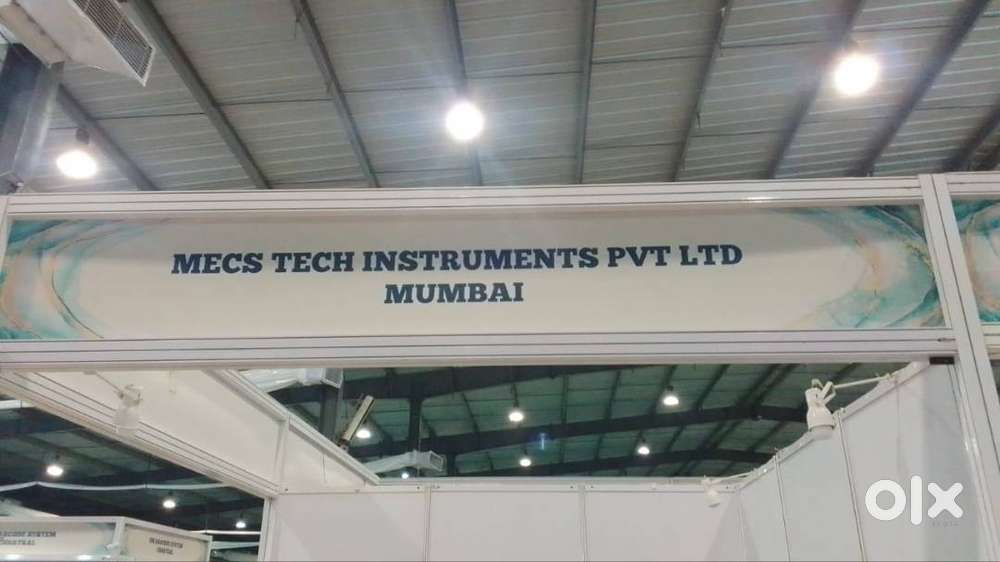 MECS TECH INSTRUMENTS PVT LTD
MUMBAI
olx